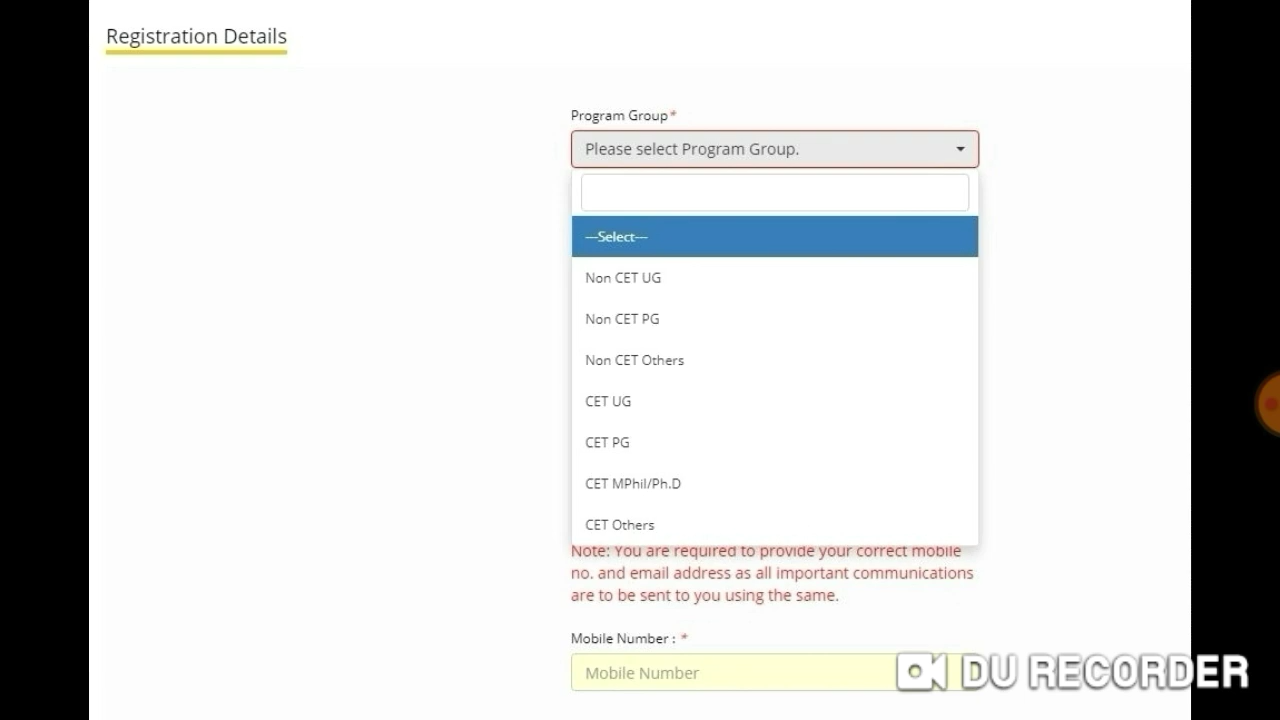 Registration Details
Program Group*
Please select Program Group.
---Select---
Non CET UG
Non CET PG
Non CET Others
CET UG
CET PG
CET MPhil/Ph.D
CET Others
Note: You are required to provide your correct mobile
no. and email address as all important communications
are to be sent to you using the same.
Mobile Number : *
Mobile Number
DU RECORDER